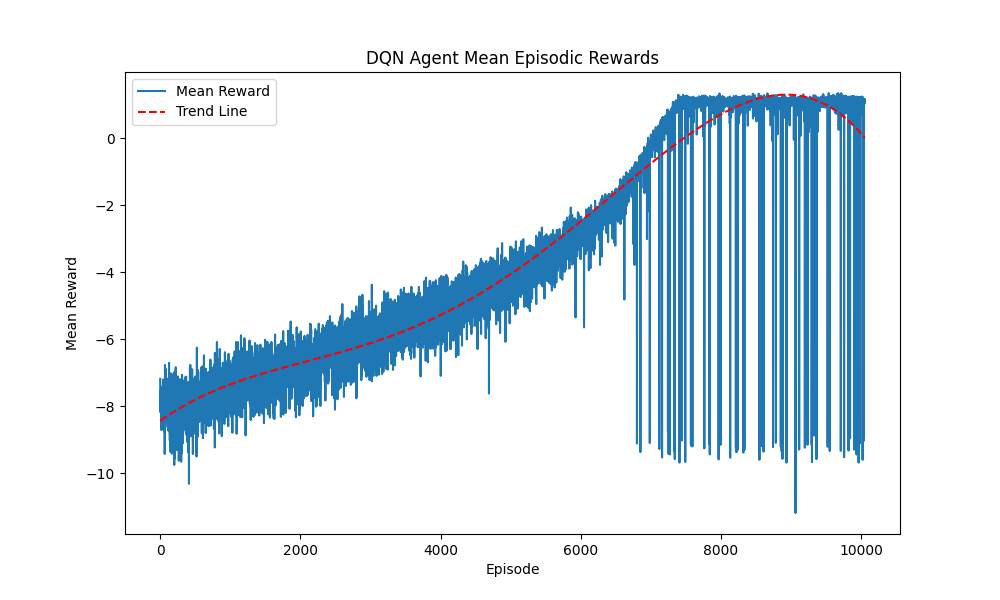 DQN Agent Mean Episodic Rewards
Mean Reward
Trend Line
0
−2
−4
−6
−8
−10
Mean Reward
0 2000 4000 6000 8000 10000
Episode